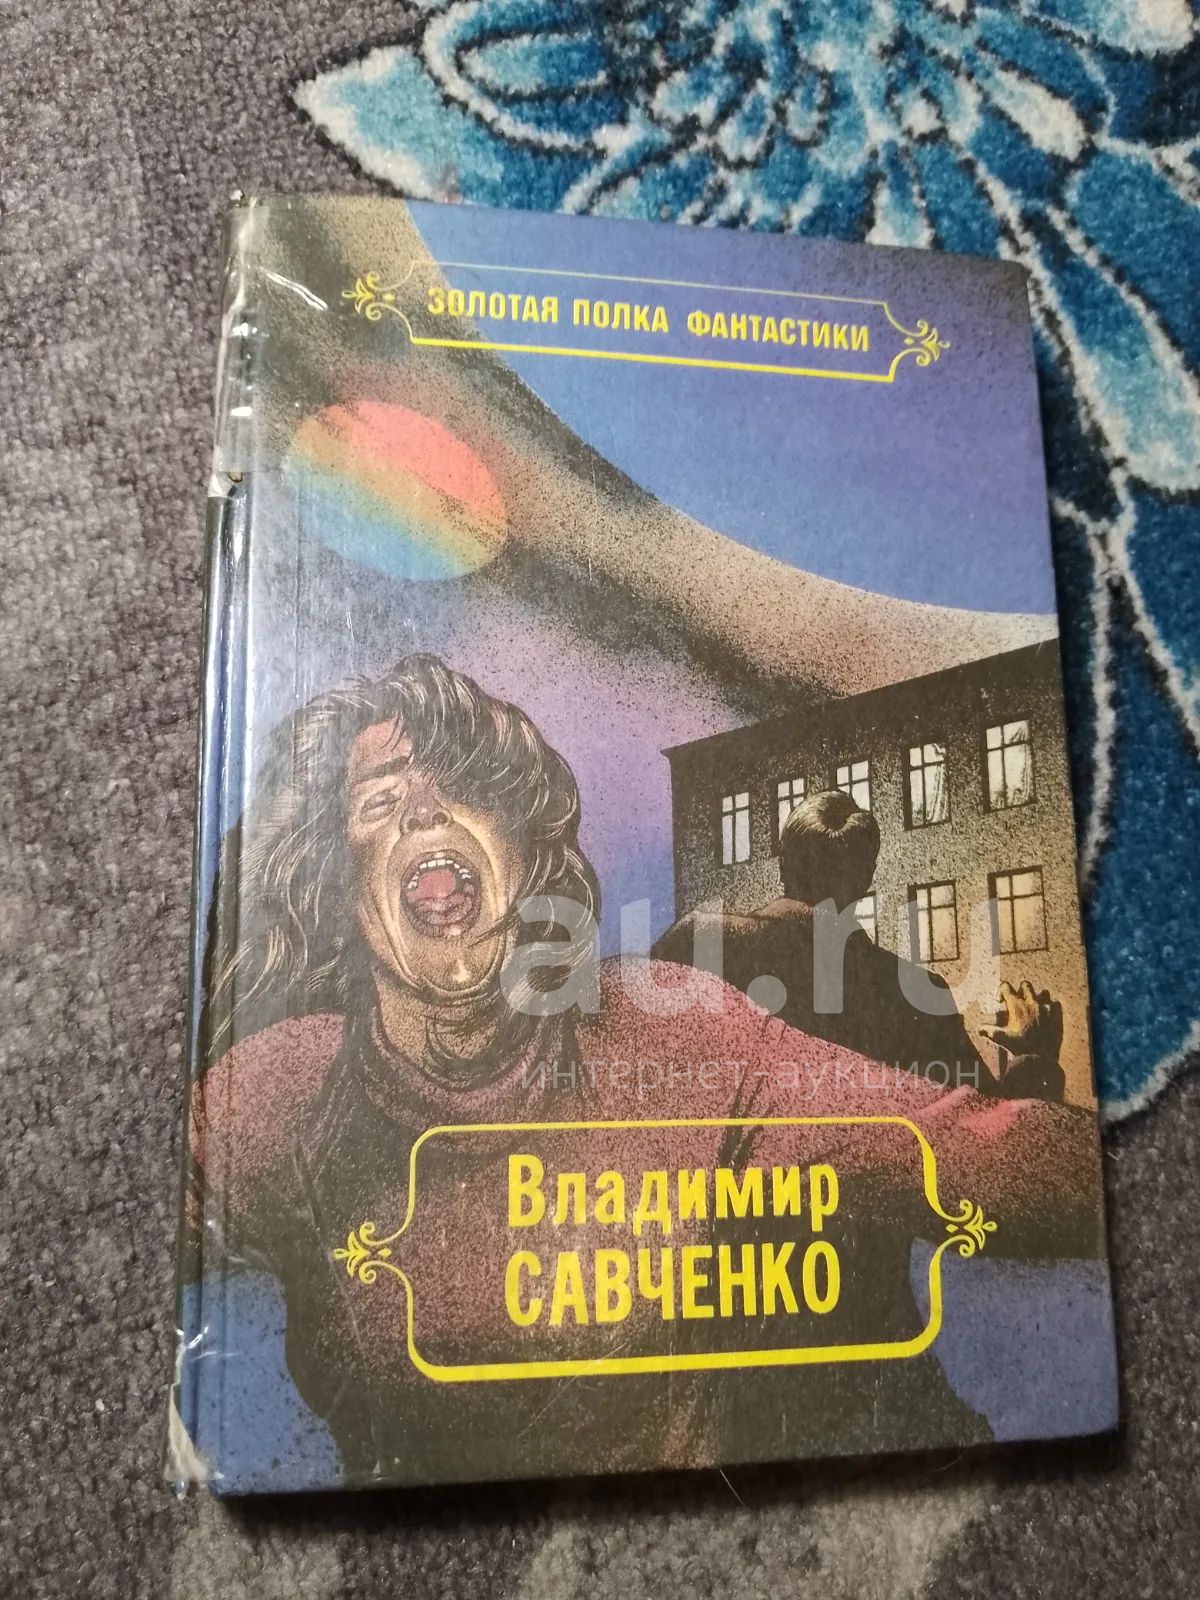 ЗОЛОТАЯ ПОЛКА ФАНТАСТИКИ
au.ru
интернет-аукцион
Владимир
САВЧЕНКО